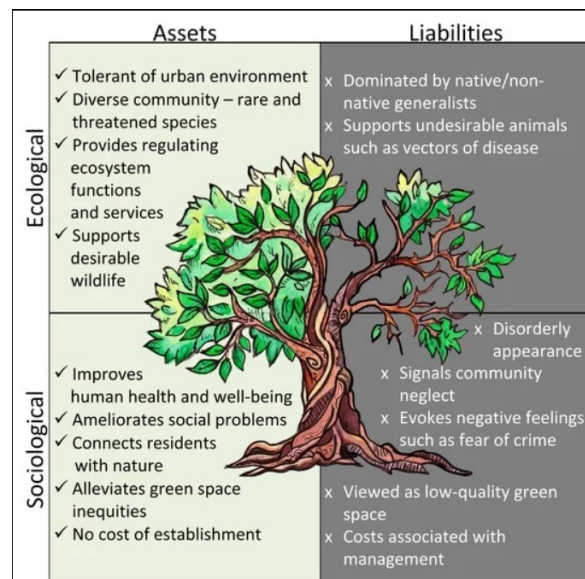 Assets
Liabilities
Ecological
✓ Tolerant of urban environment
✓ Diverse community – rare and
threatened species
✓ Provides regulating
ecosystem
functions
and services
✓ Supports
desirable
wildlife
x Dominated by native/non-
native generalists
x Supports undesirable animals
such as vectors of disease
Sociological
✓ Improves
human health and well-being
✓ Ameliorates social problems
✓ Connects residents
with nature
✓ Alleviates green space
inequities
✓ No cost of establishment
x Disorderly
appearance
x Signals community
neglect
x Evokes negative feelings
such as fear of crime
x Viewed as low-quality green
space
x Costs associated with
management